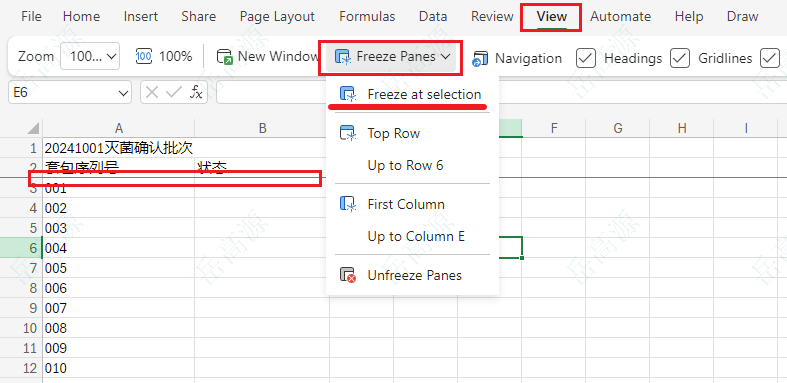 File Home Insert Share Page Layout Formulas Data Review View Automate Help Draw
Zoom 100... 100% New Window Freeze Panes Navigation Headings Gridlines
E6 fx
Freeze at selection
Top Row
Up to Row 6
First Column
Up to Column E
Unfreeze Panes
A B F G H I
1 20241001灭菌确认批次
2 套包序列号 状态
3 001
4 002
5 003
6 004
7 005
8 006
9 007
10 008
11 009
12 010
岳嵩源